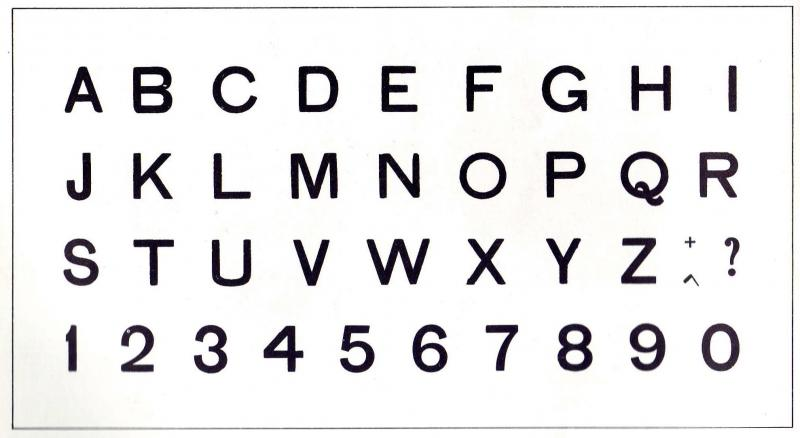 A B C D E F G H I
J K L M N O P Q R
S T U V W X Y Z + ^ ?
1 2 3 4 5 6 7 8 9 0